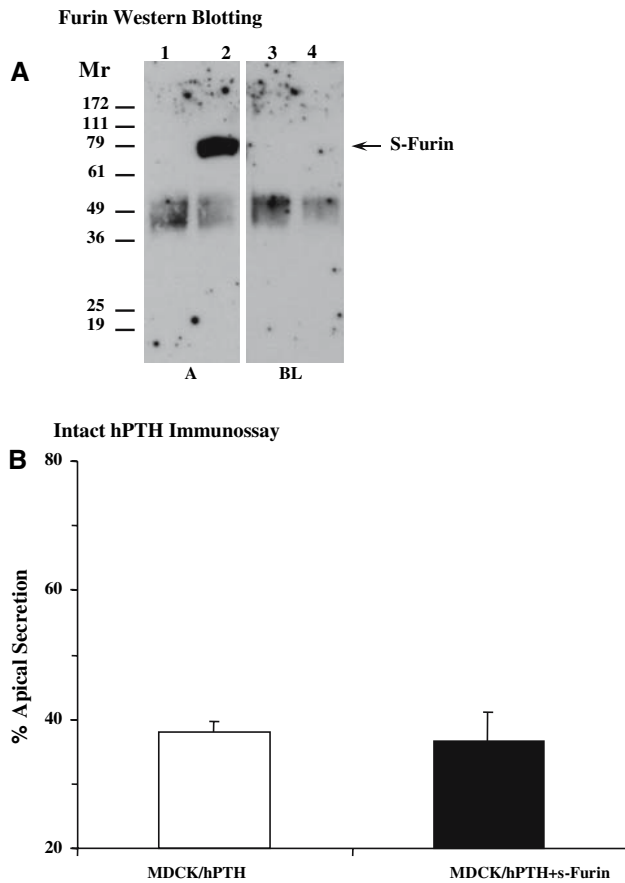 Furin Western Blotting
1 2 3 4
A Mr
172
111
79 ← S-Furin
61
49
36
25
19
A BL
Intact hPTH Immunossay
B
80
60
40
20
% Apical Secretion
MDCK/hPTH MDCK/hPTH+s-Furin